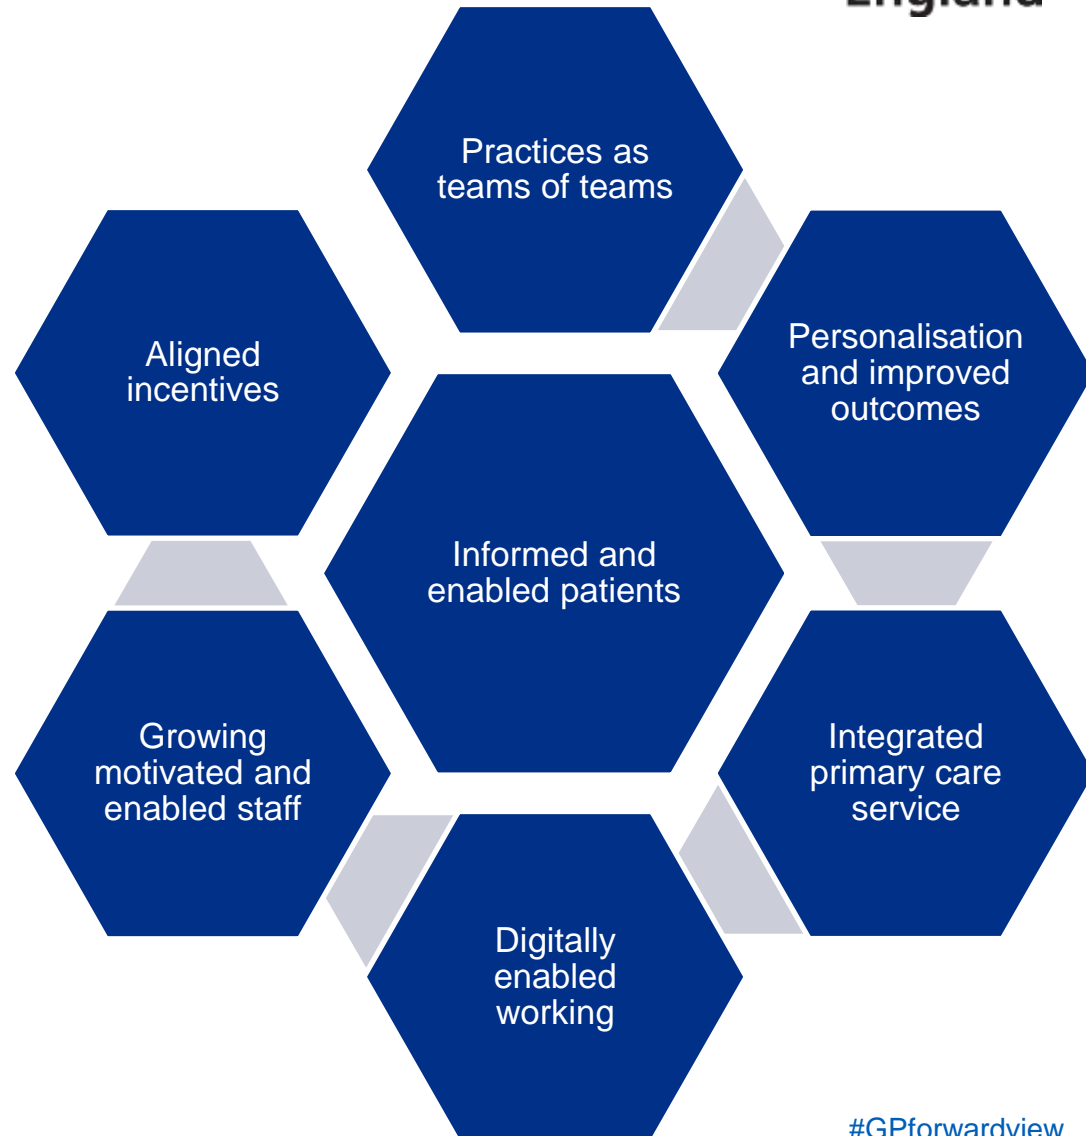 England
Practices as
teams of teams
Aligned
incentives
Personalisation
and improved
outcomes
Informed and
enabled patients
Growing
motivated and
enabled staff
Integrated
primary care
service
Digitally
enabled
working
#GPforwardview